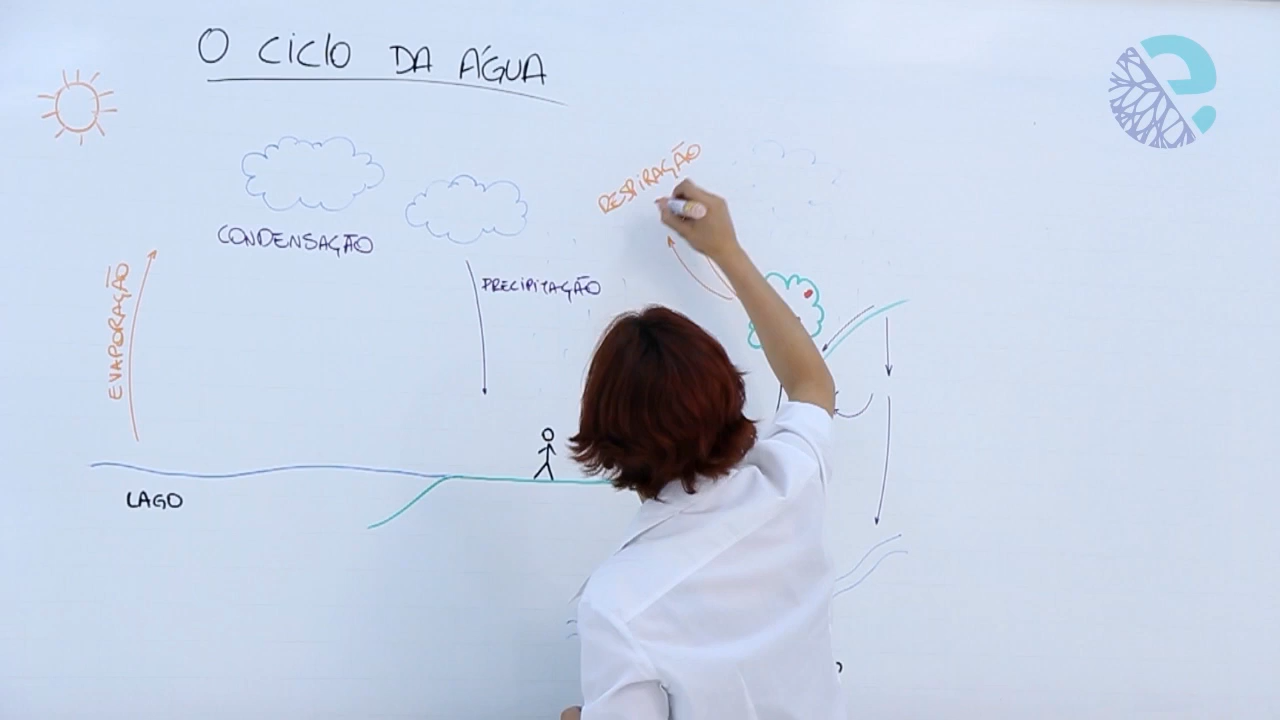 O CICLO DA ÁGUA
RESPIRAÇÃO
CONDENSAÇÃO
EVAPORAÇÃO
PRECIPITAÇÃO
LAGO